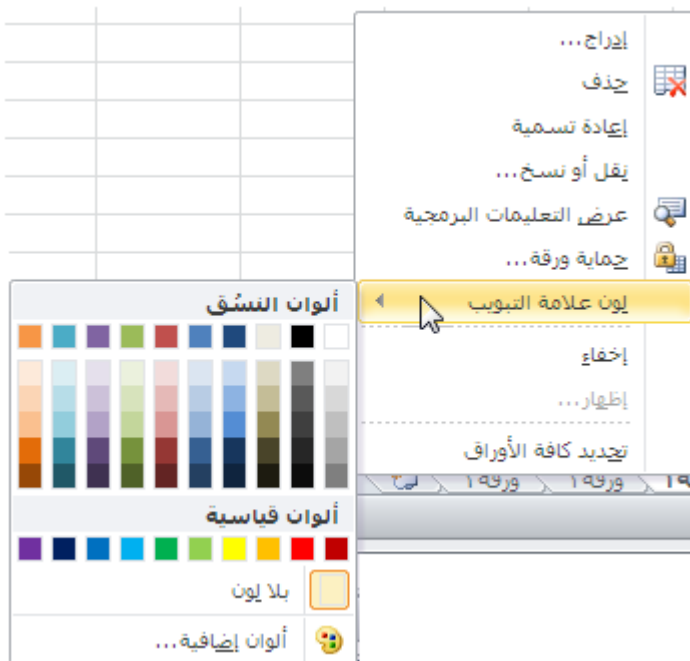 إدراج...
حذف
إعادة تسمية
نقل أو نسخ...
عرض التعليمات البرمجية
حماية ورقة...
لون علامة التبويب
إخفاء
إظهار...
تحديد كافة الأوراق
ألوان النسُق
ألوان قياسية
بلا لون
ألوان إضافية...